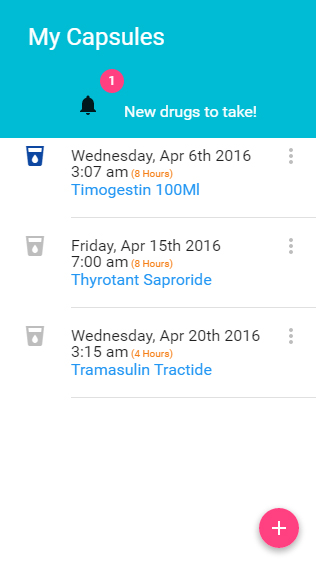 My Capsules
1
New drugs to take!
Wednesday, Apr 6th 2016
3:07 am (8 Hours)
Timogestin 100Ml
Friday, Apr 15th 2016
7:00 am (8 Hours)
Thyrotant Saproride
Wednesday, Apr 20th 2016
3:15 am (4 Hours)
Tramasulin Tractide